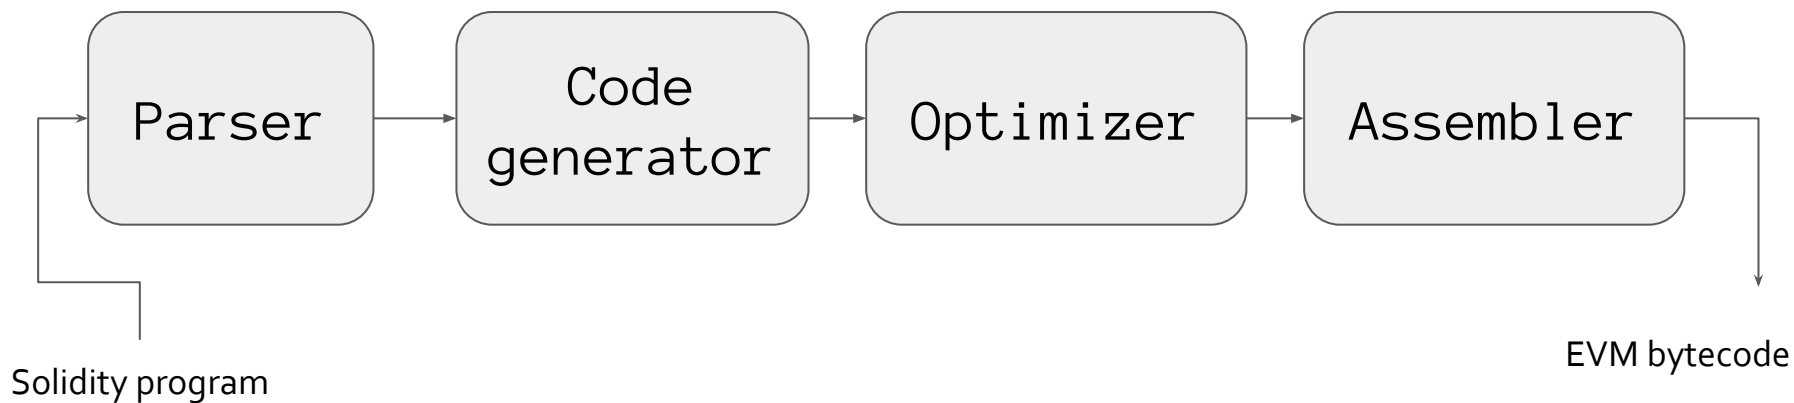 Parser
Code
generator
Optimizer
Assembler
Solidity program
EVM bytecode